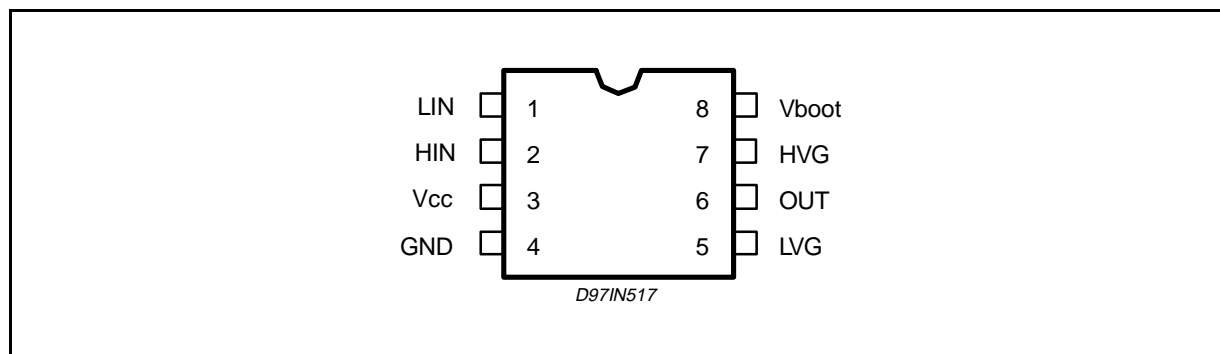 LIN 1 8 Vboot
HIN 2 7 HVG
Vcc 3 6 OUT
GND 4 5 LVG
D97IN517